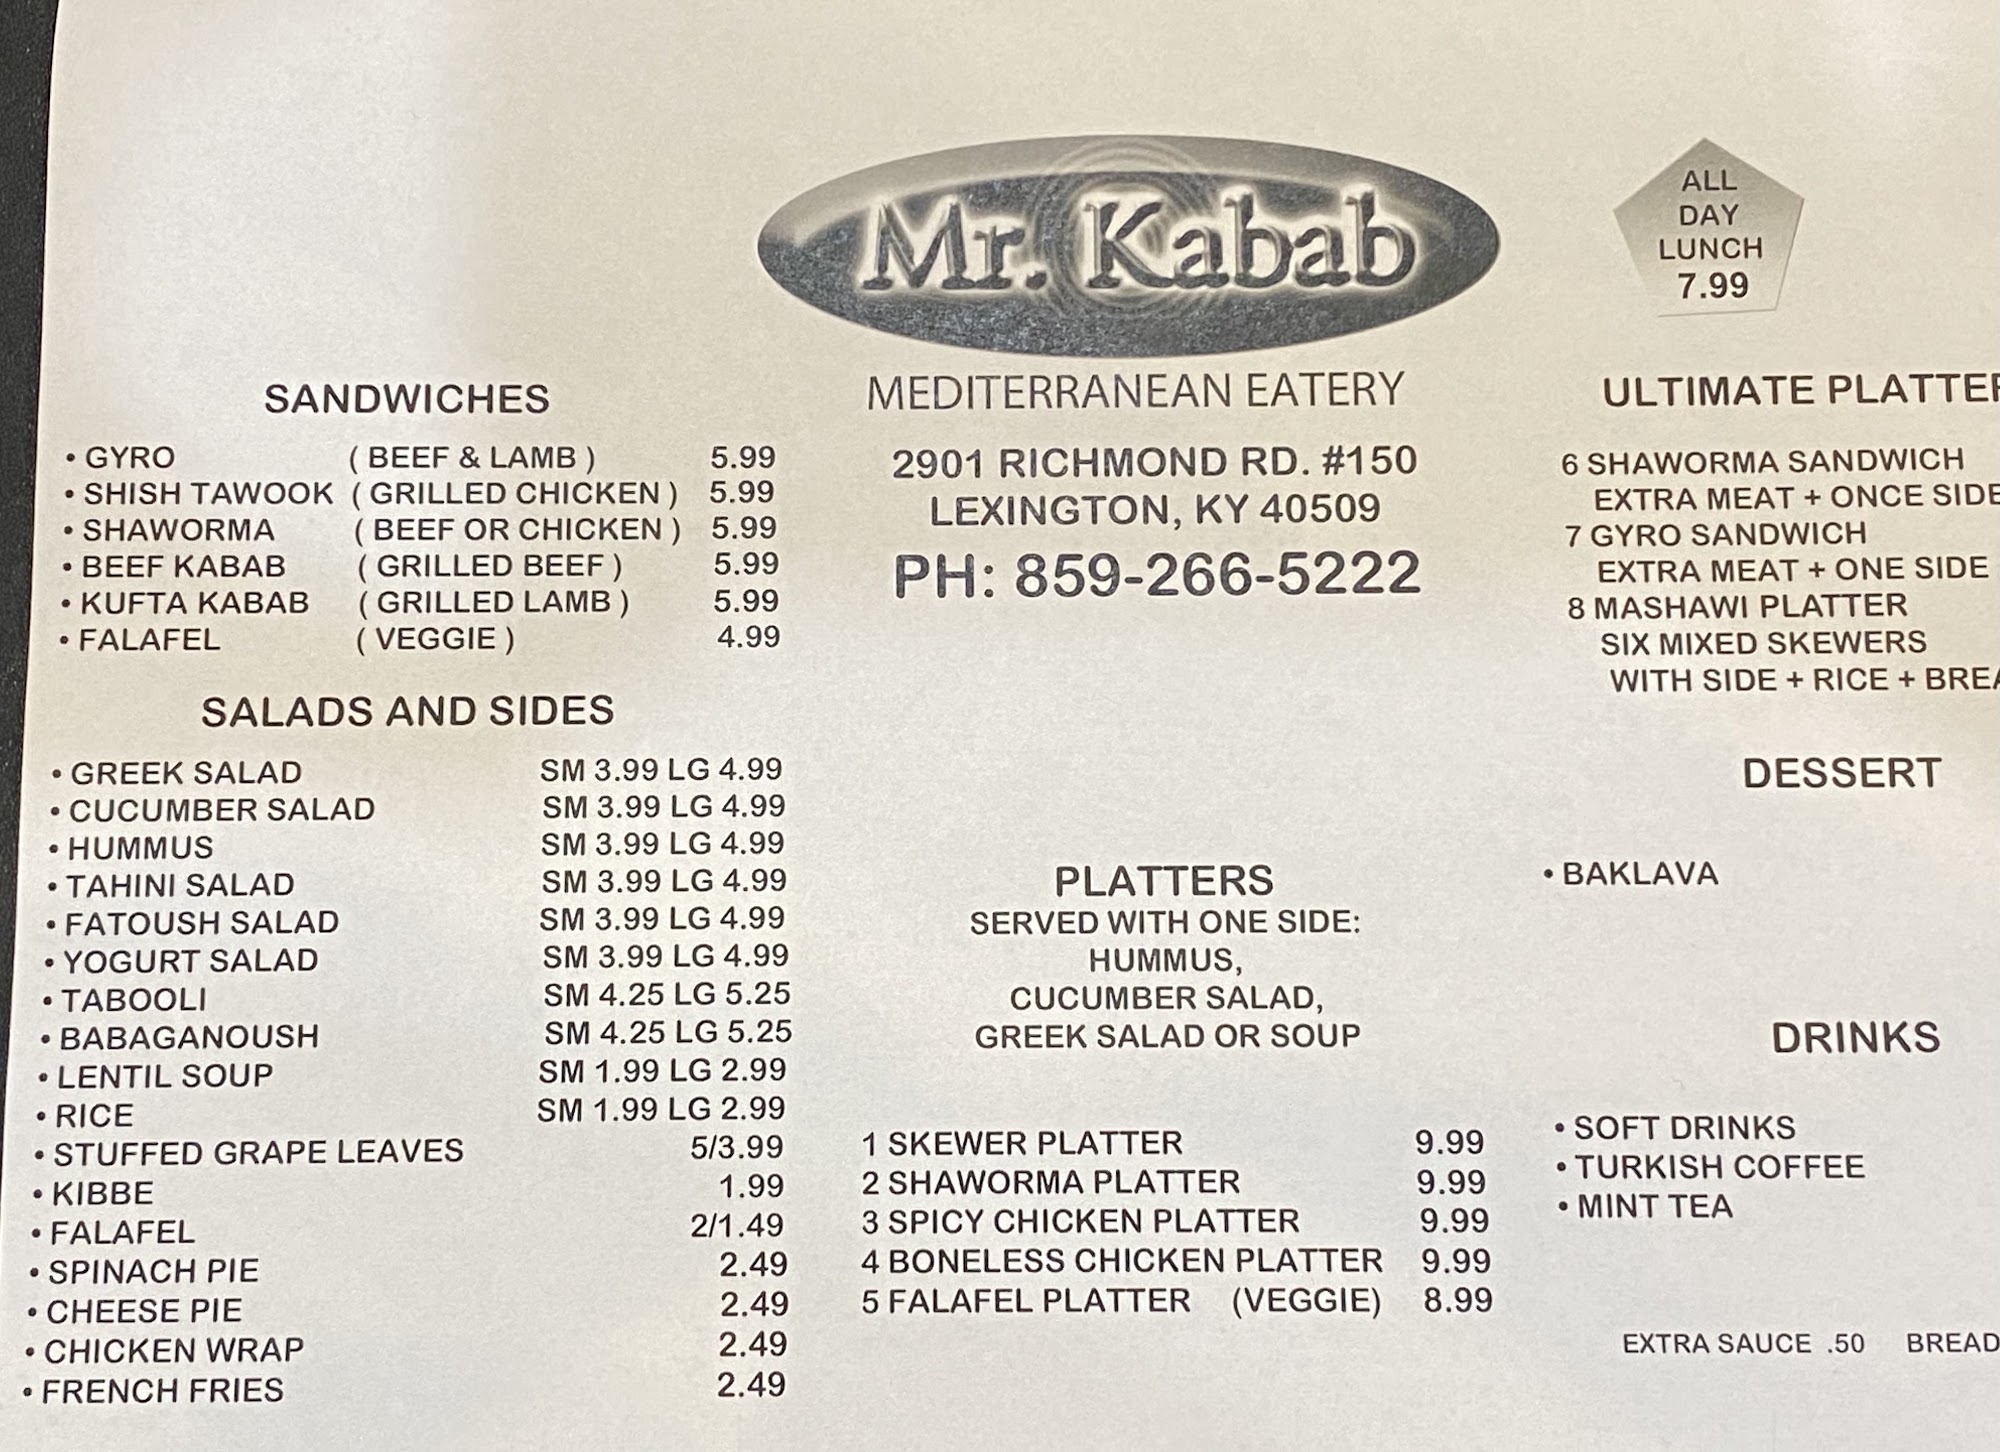 Mr. Kabab
MEDITERRANEAN EATERY
2901 RICHMOND RD. #150
LEXINGTON, KY 40509
PH: 859-266-5222
ALL
DAY
LUNCH
7.99
SANDWICHES
• GYRO ( BEEF & LAMB ) 5.99
• SHISH TAWOOK ( GRILLED CHICKEN ) 5.99
• SHAWORMA ( BEEF OR CHICKEN ) 5.99
• BEEF KABAB ( GRILLED BEEF ) 5.99
• KUFTA KABAB ( GRILLED LAMB ) 5.99
• FALAFEL ( VEGGIE ) 4.99
SALADS AND SIDES
• GREEK SALAD SM 3.99 LG 4.99
• CUCUMBER SALAD SM 3.99 LG 4.99
• HUMMUS SM 3.99 LG 4.99
• TAHINI SALAD SM 3.99 LG 4.99
• FATOUSH SALAD SM 3.99 LG 4.99
• YOGURT SALAD SM 3.99 LG 4.99
• TABOOLI SM 4.25 LG 5.25
• BABAGANOUSH SM 4.25 LG 5.25
• LENTIL SOUP SM 1.99 LG 2.99
• RICE SM 1.99 LG 2.99
• STUFFED GRAPE LEAVES 5/3.99
• KIBBE 1.99
• FALAFEL 2/1.49
• SPINACH PIE 2.49
• CHEESE PIE 2.49
• CHICKEN WRAP 2.49
• FRENCH FRIES 2.49
PLATTERS
SERVED WITH ONE SIDE:
HUMMUS,
CUCUMBER SALAD,
GREEK SALAD OR SOUP
1 SKEWER PLATTER 9.99
2 SHAWORMA PLATTER 9.99
3 SPICY CHICKEN PLATTER 9.99
4 BONELESS CHICKEN PLATTER 9.99
5 FALAFEL PLATTER (VEGGIE) 8.99
ULTIMATE PLATTER
6 SHAWORMA SANDWICH
EXTRA MEAT + ONCE SIDE
7 GYRO SANDWICH
EXTRA MEAT + ONE SIDE
8 MASHAWI PLATTER
SIX MIXED SKEWERS
WITH SIDE + RICE + BREA
DESSERT
• BAKLAVA
DRINKS
• SOFT DRINKS
• TURKISH COFFEE
• MINT TEA
EXTRA SAUCE .50 BREAD